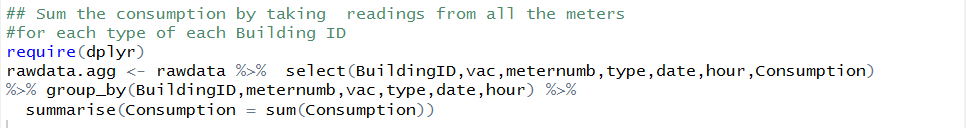 ## Sum the consumption by taking  readings from all the meters
#for each type of each Building ID
require(dplyr)
rawdata.agg <- rawdata %>%  select(BuildingID,vac,meternumb,type,date,hour,Consumption)
%>% group_by(BuildingID,meternumb,vac,type,date,hour) %>%
  summarise(Consumption = sum(Consumption))